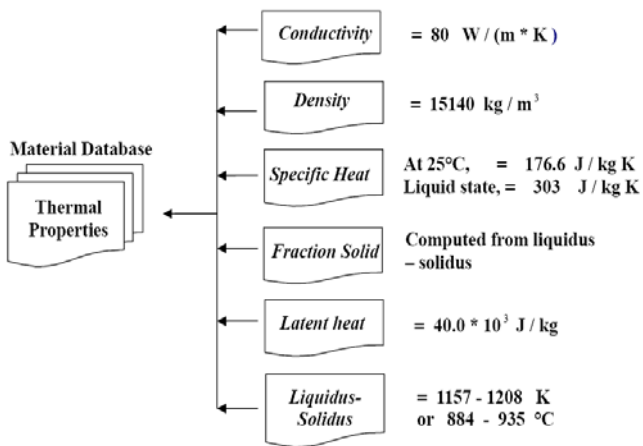 Conductivity = 80 W / (m * K )
Density = 15140 kg / m³
Material Database
Thermal
Properties
Specific Heat
At 25°C, = 176.6 J / kg K
Liquid state, = 303 J / kg K
Fraction Solid
Computed from liquidus
– solidus
Latent heat = 40.0 * 10³ J / kg
Liquidus-
Solidus
= 1157 - 1208 K
or 884 - 935 °C